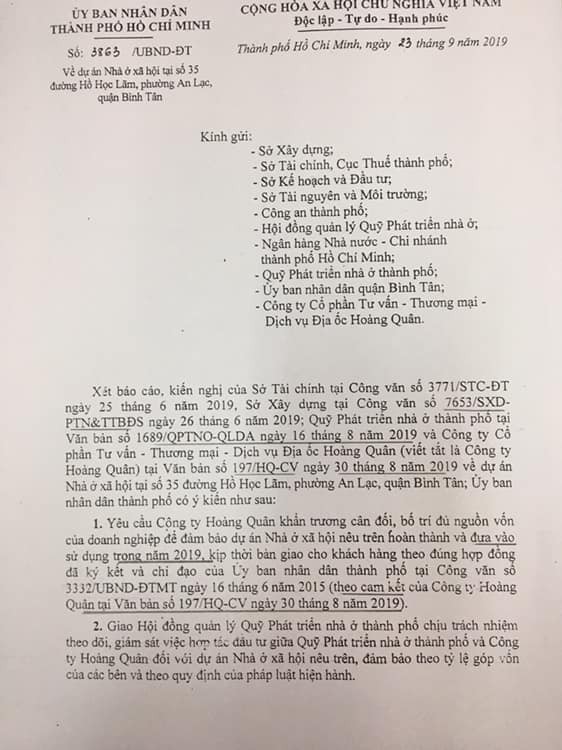 ỦY BAN NHÂN DÂN
THÀNH PHỐ HỒ CHÍ MINH
Số: 3863 /UBND-ĐT
Về dự án Nhà ở xã hội tại số 35
đường Hồ Học Lãm, phường An Lạc,
quận Bình Tân
CỘNG HÒA XÃ HỘI CHỦ NGHĨA VIỆT NAM
Độc lập - Tự do - Hạnh phúc
Thành phố Hồ Chí Minh, ngày 23 tháng 9 năm 2019
Kính gửi:
- Sở Xây dựng;
- Sở Tài chính, Cục Thuế thành phố;
- Sở Kế hoạch và Đầu tư;
- Sở Tài nguyên và Môi trường;
- Công an thành phố;
- Hội đồng quản lý Quỹ Phát triển nhà ở;
- Ngân hàng Nhà nước - Chi nhánh
thành phố Hồ Chí Minh;
- Quỹ Phát triển nhà ở thành phố;
- Ủy ban nhân dân quận Bình Tân;
- Công ty Cổ phần Tư vấn - Thương mại -
Dịch vụ Địa ốc Hoàng Quân.
Xét báo cáo, kiến nghị của Sở Tài chính tại Công văn số 3771/STC-ĐT
ngày 25 tháng 6 năm 2019, Sở Xây dựng tại Công văn số 7653/SXD-
PTN&TTBĐS ngày 26 tháng 6 năm 2019; Quỹ Phát triển nhà ở thành phố tại
Văn bản số 1689/QPTNO-QLDA ngày 16 tháng 8 năm 2019 và Công ty Cổ
phần Tư vấn - Thương mại - Dịch vụ Địa ốc Hoàng Quân (viết tắt là Công ty
Hoàng Quân) tại Văn bản số 197/HQ-CV ngày 30 tháng 8 năm 2019 về dự án
Nhà ở xã hội tại số 35 đường Hồ Học Lãm, phường An Lạc, quận Bình Tân; Ủy ban
nhân dân thành phố có ý kiến như sau:
1. Yêu cầu Công ty Hoàng Quân khẩn trương cân đối, bố trí đủ nguồn vốn
của doanh nghiệp để đảm bảo dự án Nhà ở xã hội nêu trên hoàn thành và đưa vào
sử dụng trong năm 2019, kịp thời bàn giao cho khách hàng theo đúng hợp đồng
đã ký kết và chỉ đạo của Ủy ban nhân dân thành phố tại Công văn số
3332/UBND-ĐTMT ngày 16 tháng 6 năm 2015 (theo cam kết của Công ty Hoàng
Quân tại Văn bản số 197/HQ-CV ngày 30 tháng 8 năm 2019).
2. Giao Hội đồng quản lý Quỹ Phát triển nhà ở thành phố chịu trách nhiệm
theo dõi, giám sát việc hợp tác đầu tư giữa Quỹ Phát triển nhà ở thành phố và Công
ty Hoàng Quân đối với dự án Nhà ở xã hội nêu trên, đảm bảo theo tỷ lệ góp vốn
của các bên và theo quy định của pháp luật hiện hành.